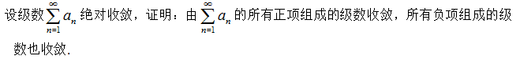 设级数$\sum_{n=1}^{\infty} a_n$绝对收敛，证明：由$\sum_{n=1}^{\infty} a_n$的所有正项组成的级数收敛，所有负项组成的级
数也收敛.